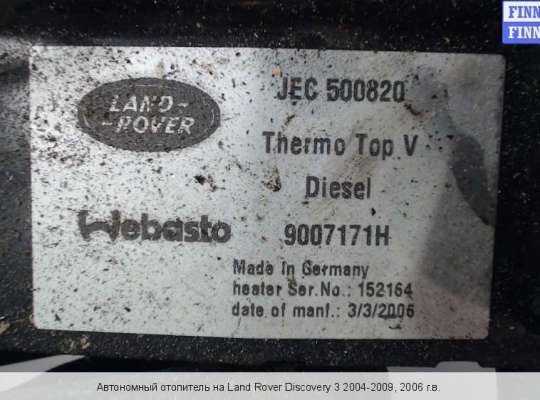 FINN
FINN
LAND-
-ROVER
JEC 500820
Thermo Top V
Diesel
Webasto
9007171H
Made In Germany
heater Ser.No.: 152164
date of manf.: 3/3/2006
Автономный отопитель на Land Rover Discovery 3 2004-2009, 2006 г.в.